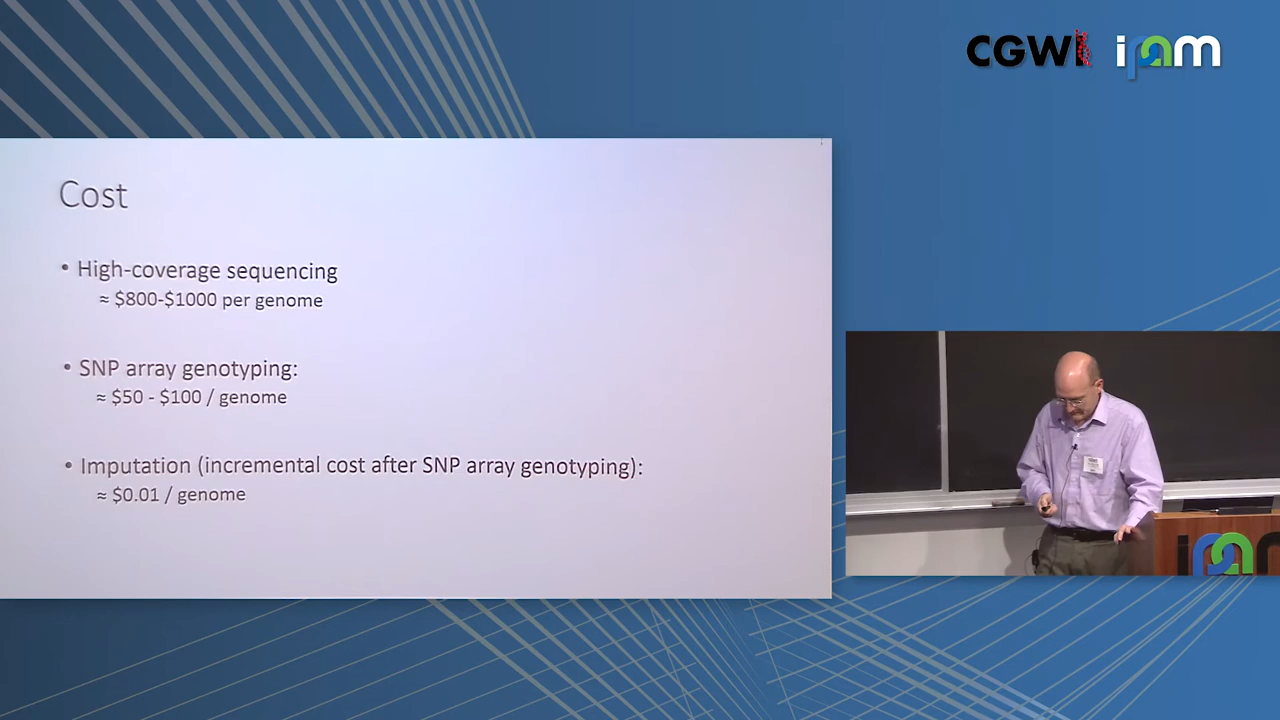 CGWI ipam
Cost
• High-coverage sequencing
≈ $800-$1000 per genome
• SNP array genotyping:
≈ $50 - $100 / genome
• Imputation (incremental cost after SNP array genotyping):
≈ $0.01 / genome
ipam